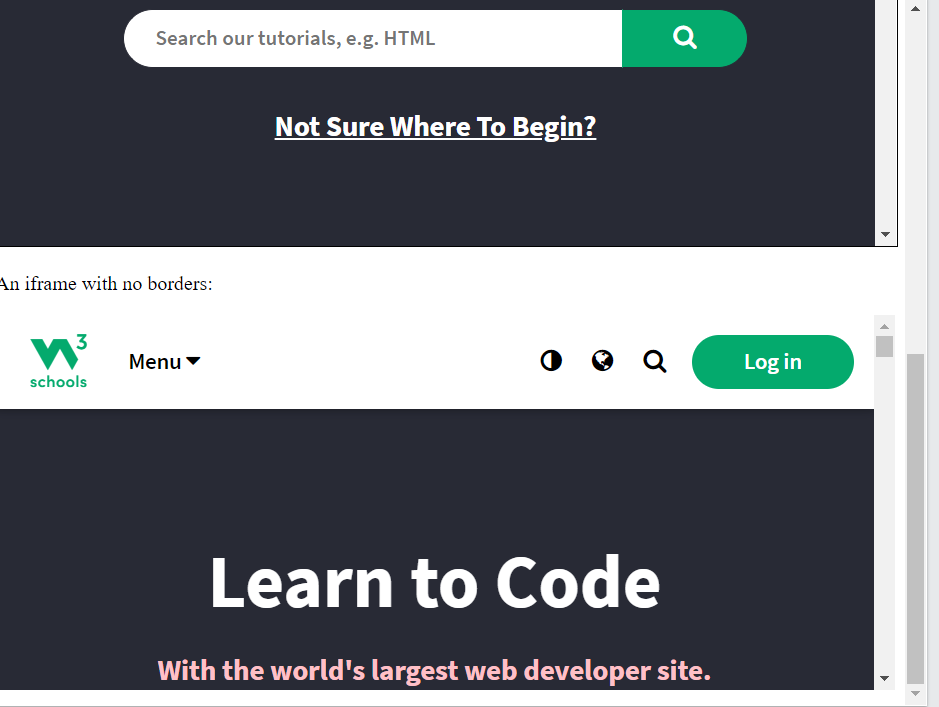 Search our tutorials, e.g. HTML
Not Sure Where To Begin?
An iframe with no borders:
3
schools
Menu
Log in
Learn to Code
With the world's largest web developer site.